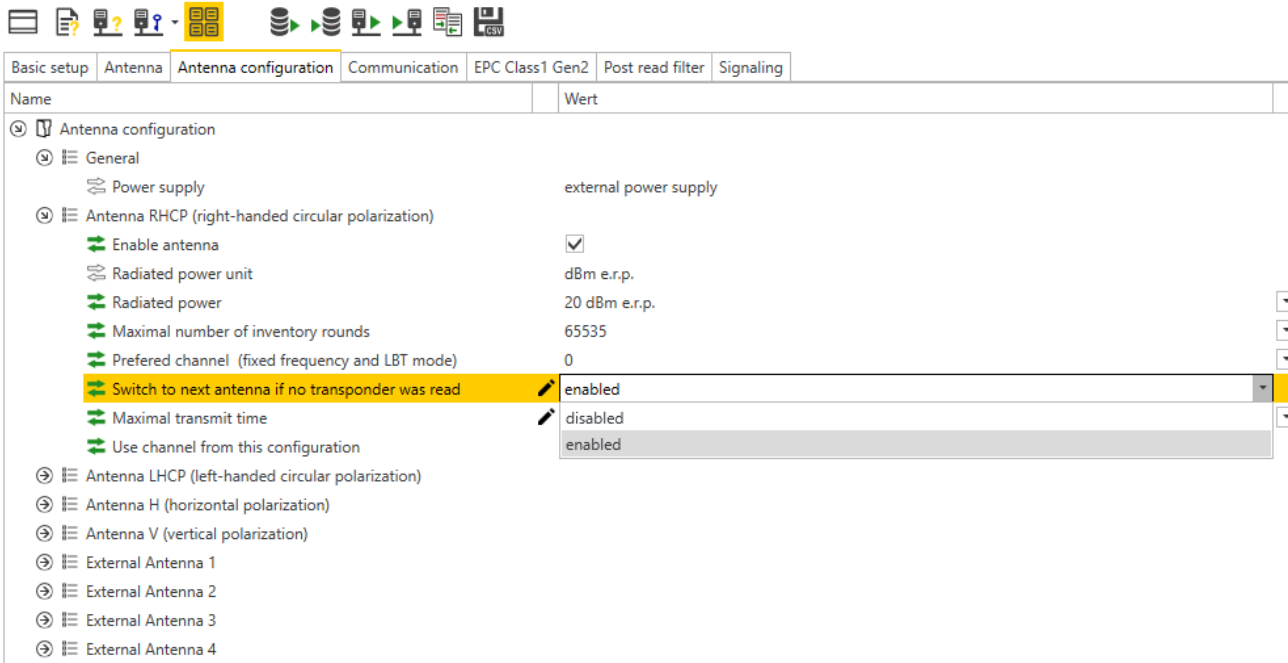 CSV
Basic setup Antenna Antenna configuration Communication EPC Class1 Gen2 Post read filter Signaling
Name Wert
Antenna configuration
General
Power supply external power supply
Antenna RHCP (right-handed circular polarization)
Enable antenna
Radiated power unit dBm e.r.p.
Radiated power 20 dBm e.r.p.
Maximal number of inventory rounds 65535
Prefered channel (fixed frequency and LBT mode) 0
Switch to next antenna if no transponder was read enabled
Maximal transmit time disabled
Use channel from this configuration enabled
Antenna LHCP (left-handed circular polarization)
Antenna H (horizontal polarization)
Antenna V (vertical polarization)
External Antenna 1
External Antenna 2
External Antenna 3
External Antenna 4